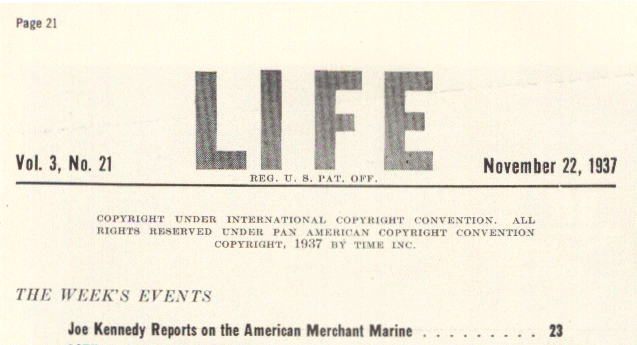 Page 21
LIFE
Vol. 3, No. 21
November 22, 1937
REG. U. S. PAT. OFF.
COPYRIGHT UNDER INTERNATIONAL COPYRIGHT CONVENTION. ALL
RIGHTS RESERVED UNDER PAN AMERICAN COPYRIGHT CONVENTION
COPYRIGHT, 1937 BY TIME INC.
THE WEEK'S EVENTS
Joe Kennedy Reports on the American Merchant Marine . . . . . . . . . 23